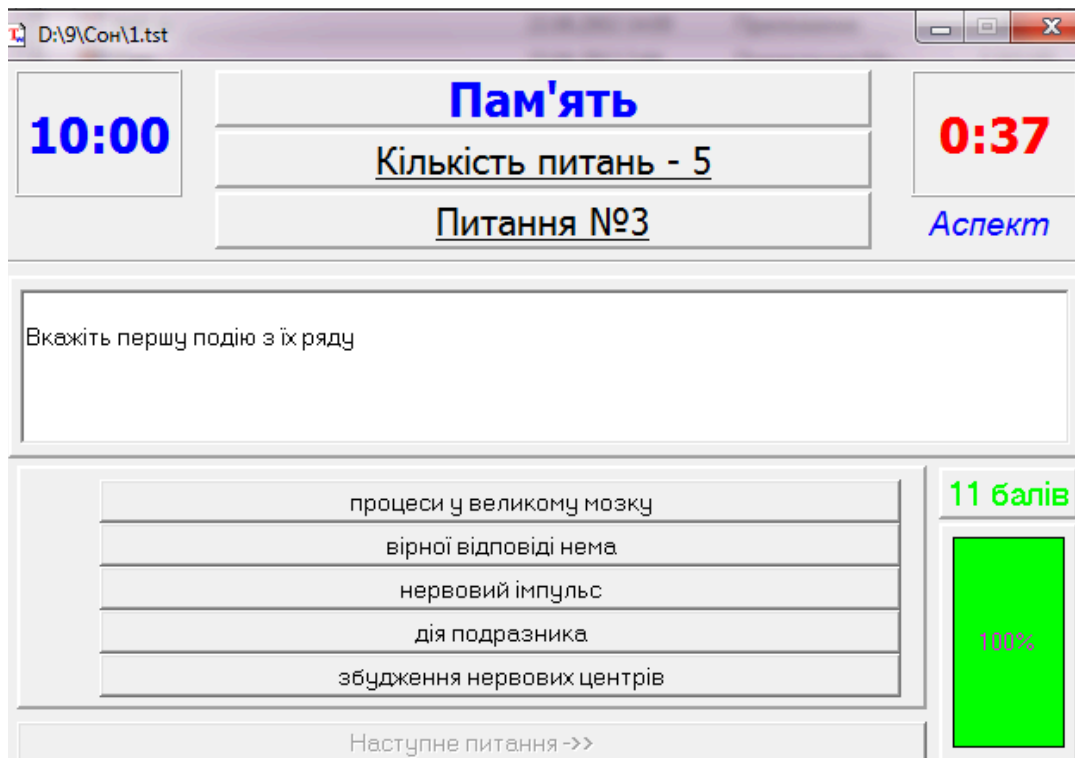 D:\9\Сон\1.tst
10:00
Пам'ять
Кількість питань - 5
Питання №3
0:37
Аспект
Вкажіть першу подію з їх ряду
процеси у великому мозку
вірної відповіді нема
нервовий імпульс
дія подразника
збудження нервових центрів
11 балів
100%
Наступне питання ->>